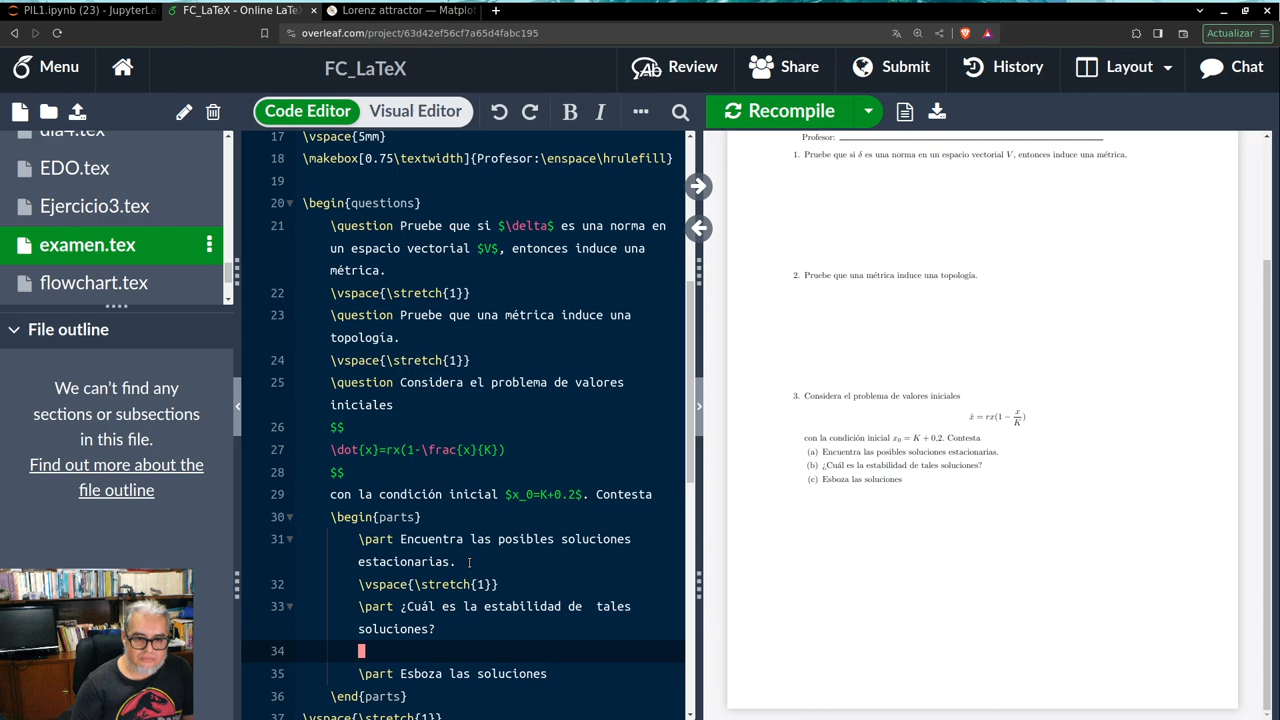 PIL1.ipynb (23) - JupyterLa
FC_LaTeX - Online LaTeX
Lorenz attractor — Matplotl
overleaf.com/project/63d42ef56cf7a65d4fabc195
Actualizar
Menu
FC_LaTeX
Review
Share
Submit
History
Layout
Chat
Code Editor
Visual Editor
B
I
Recompile
dia4.tex
EDO.tex
Ejercicio3.tex
examen.tex
flowchart.tex
File outline
We can’t find any
sections or subsections
in this file.
Find out more about the
file outline
17 \vspace{5mm}
18 \makebox[0.75\textwidth]{Profesor:\enspace\hrulefill}
19
20 \begin{questions}
21 \question Pruebe que si $\delta$ es una norma en
un espacio vectorial $V$, entonces induce una
métrica.
22 \vspace{\stretch{1}}
23 \question Pruebe que una métrica induce una
topología.
24 \vspace{\stretch{1}}
25 \question Considera el problema de valores
iniciales
26 $$
27 \dot{x}=rx(1-\frac{x}{K})
28 $$
29 con la condición inicial $x_0=K+0.2$. Contesta
30 \begin{parts}
31 \part Encuentra las posibles soluciones
estacionarias.
32 \vspace{\stretch{1}}
33 \part ¿Cuál es la estabilidad de  tales
soluciones?
34
35 \part Esboza las soluciones
36 \end{parts}
37 \vspace{\stretch{1}}
Profesor:
1. Pruebe que si δ es una norma en un espacio vectorial V, entonces induce una métrica.
2. Pruebe que una métrica induce una topología.
3. Considera el problema de valores iniciales
ẋ = rx(1 − x/K)
con la condición inicial x₀ = K + 0,2. Contesta
(a) Encuentra las posibles soluciones estacionarias.
(b) ¿Cuál es la estabilidad de tales soluciones?
(c) Esboza las soluciones